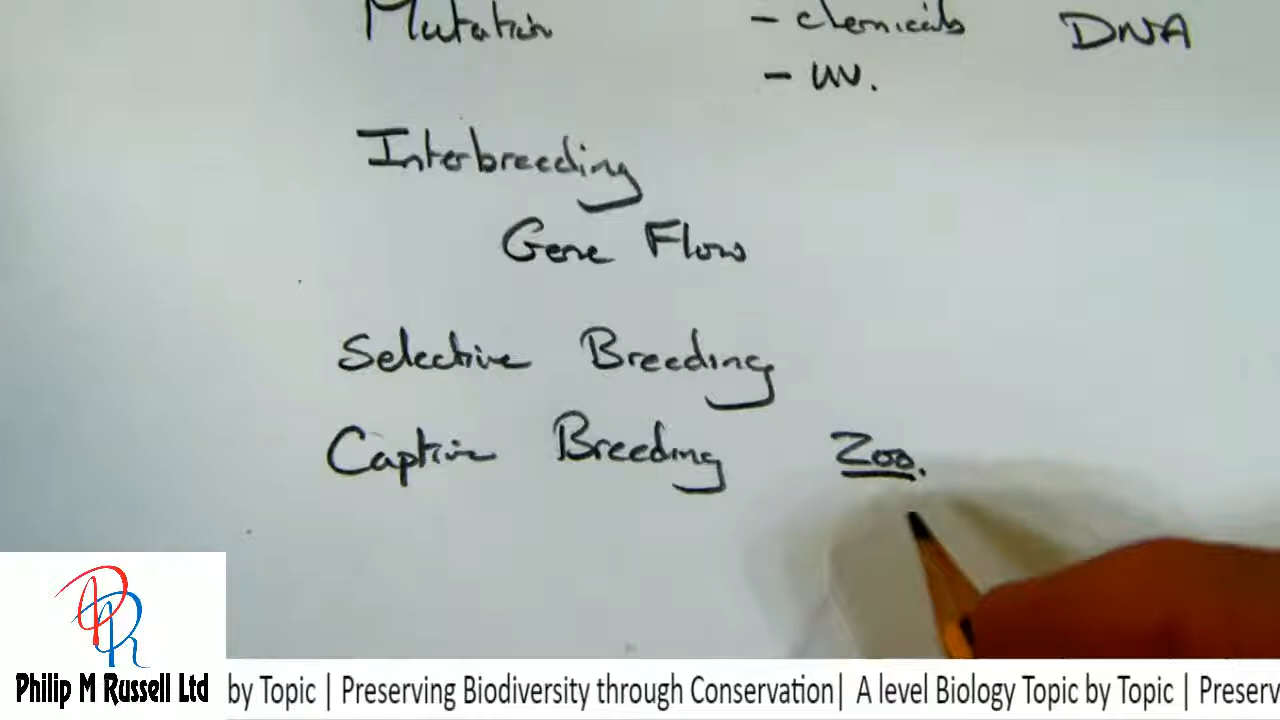 Mutation - chemicals DNA
- UV.
Interbreeding
Gene Flow
Selective Breeding
Captive Breeding Zoo.
Philip M Russell Ltd
by Topic | Preserving Biodiversity through Conservation| A level Biology Topic by Topic | Preserv